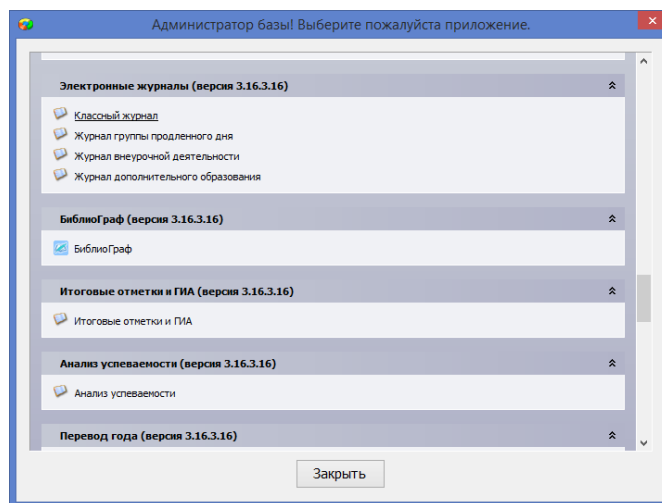 Администратор базы! Выберите пожалуйста приложение.
Электронные журналы (версия 3.16.3.16)
Классный журнал
Журнал группы продленного дня
Журнал внеурочной деятельности
Журнал дополнительного образования
БиблиоГраф (версия 3.16.3.16)
БиблиоГраф
Итоговые отметки и ГИА (версия 3.16.3.16)
Итоговые отметки и ГИА
Анализ успеваемости (версия 3.16.3.16)
Анализ успеваемости
Перевод года (версия 3.16.3.16)
Закрыть